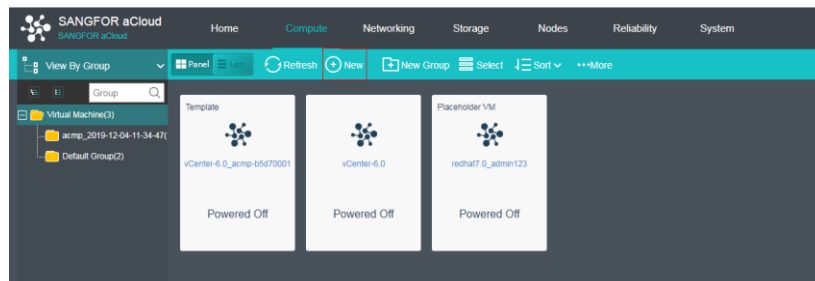 SANGFOR aCloud
SANGFOR aCloud
Home Compute Networking Storage Nodes Reliability System
View By Group
Panel List Refresh New New Group Select Sort •••More
Group
Virtual Machine(3)
acmp_2019-12-04-11-34-47(
Default Group(2)
Template
vCenter-6.0_acmp-b5d70001
Powered Off
vCenter-6.0
Powered Off
Placeholder VM
redhat7.0_admin123
Powered Off